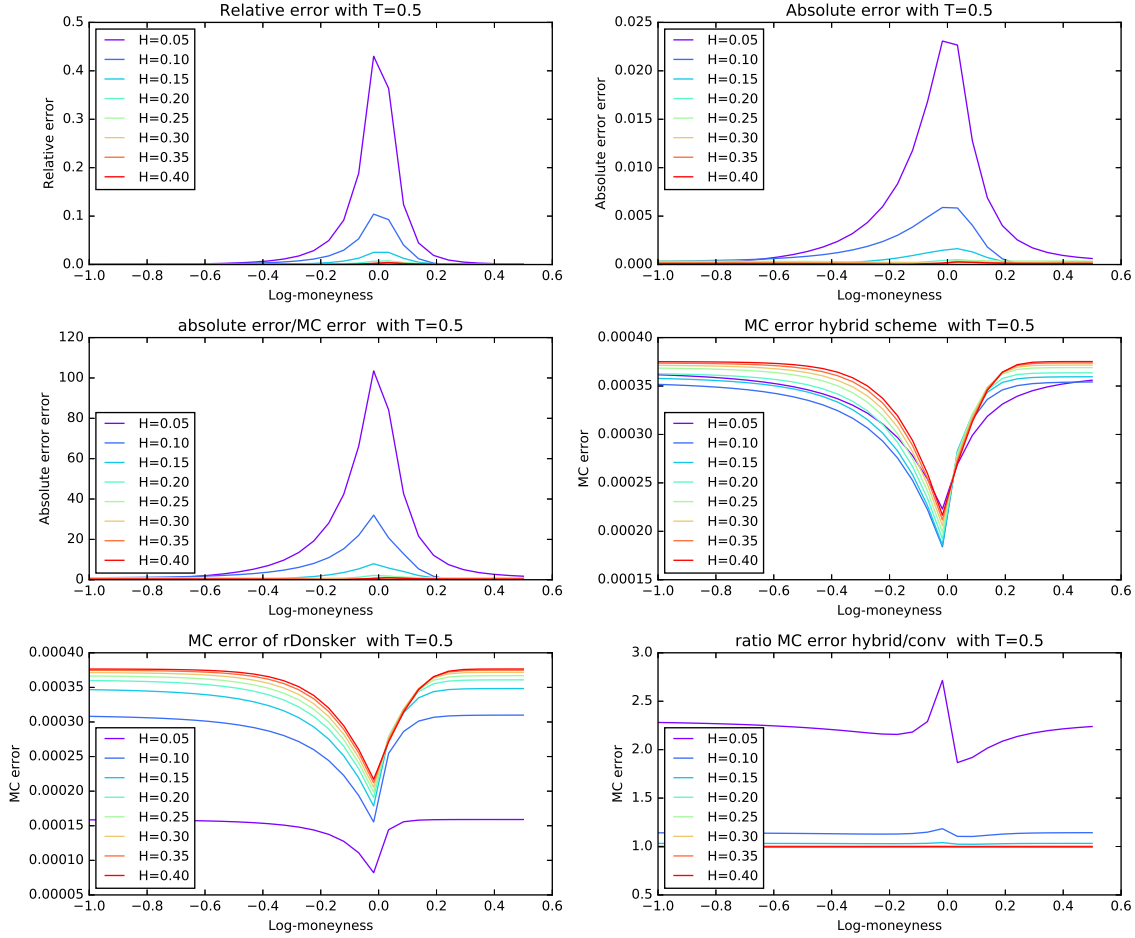 Relative error with T=0.5
0.5
0.4
0.3
0.2
0.1
0.0
Relative error
H=0.05
H=0.10
H=0.15
H=0.20
H=0.25
H=0.30
H=0.35
H=0.40
−1.0 −0.8 −0.6 −0.4 −0.2 0.0 0.2 0.4 0.6
Log-moneyness
Absolute error with T=0.5
0.025
0.020
0.015
0.010
0.005
0.000
Absolute error error
H=0.05
H=0.10
H=0.15
H=0.20
H=0.25
H=0.30
H=0.35
H=0.40
−1.0 −0.8 −0.6 −0.4 −0.2 0.0 0.2 0.4 0.6
Log-moneyness
absolute error/MC error with T=0.5
120
100
80
60
40
20
0
Absolute error error
H=0.05
H=0.10
H=0.15
H=0.20
H=0.25
H=0.30
H=0.35
H=0.40
−1.0 −0.8 −0.6 −0.4 −0.2 0.0 0.2 0.4 0.6
Log-moneyness
MC error hybrid scheme with T=0.5
0.00040
0.00035
0.00030
0.00025
0.00020
0.00015
MC error
H=0.05
H=0.10
H=0.15
H=0.20
H=0.25
H=0.30
H=0.35
H=0.40
−1.0 −0.8 −0.6 −0.4 −0.2 0.0 0.2 0.4 0.6
Log-moneyness
MC error of rDonsker with T=0.5
0.00040
0.00035
0.00030
0.00025
0.00020
0.00015
0.00010
0.00005
MC error
H=0.05
H=0.10
H=0.15
H=0.20
H=0.25
H=0.30
H=0.35
H=0.40
−1.0 −0.8 −0.6 −0.4 −0.2 0.0 0.2 0.4 0.6
Log-moneyness
ratio MC error hybrid/conv with T=0.5
3.0
2.5
2.0
1.5
1.0
0.5
MC error
H=0.05
H=0.10
H=0.15
H=0.20
H=0.25
H=0.30
H=0.35
H=0.40
−1.0 −0.8 −0.6 −0.4 −0.2 0.0 0.2 0.4 0.6
Log-moneyness